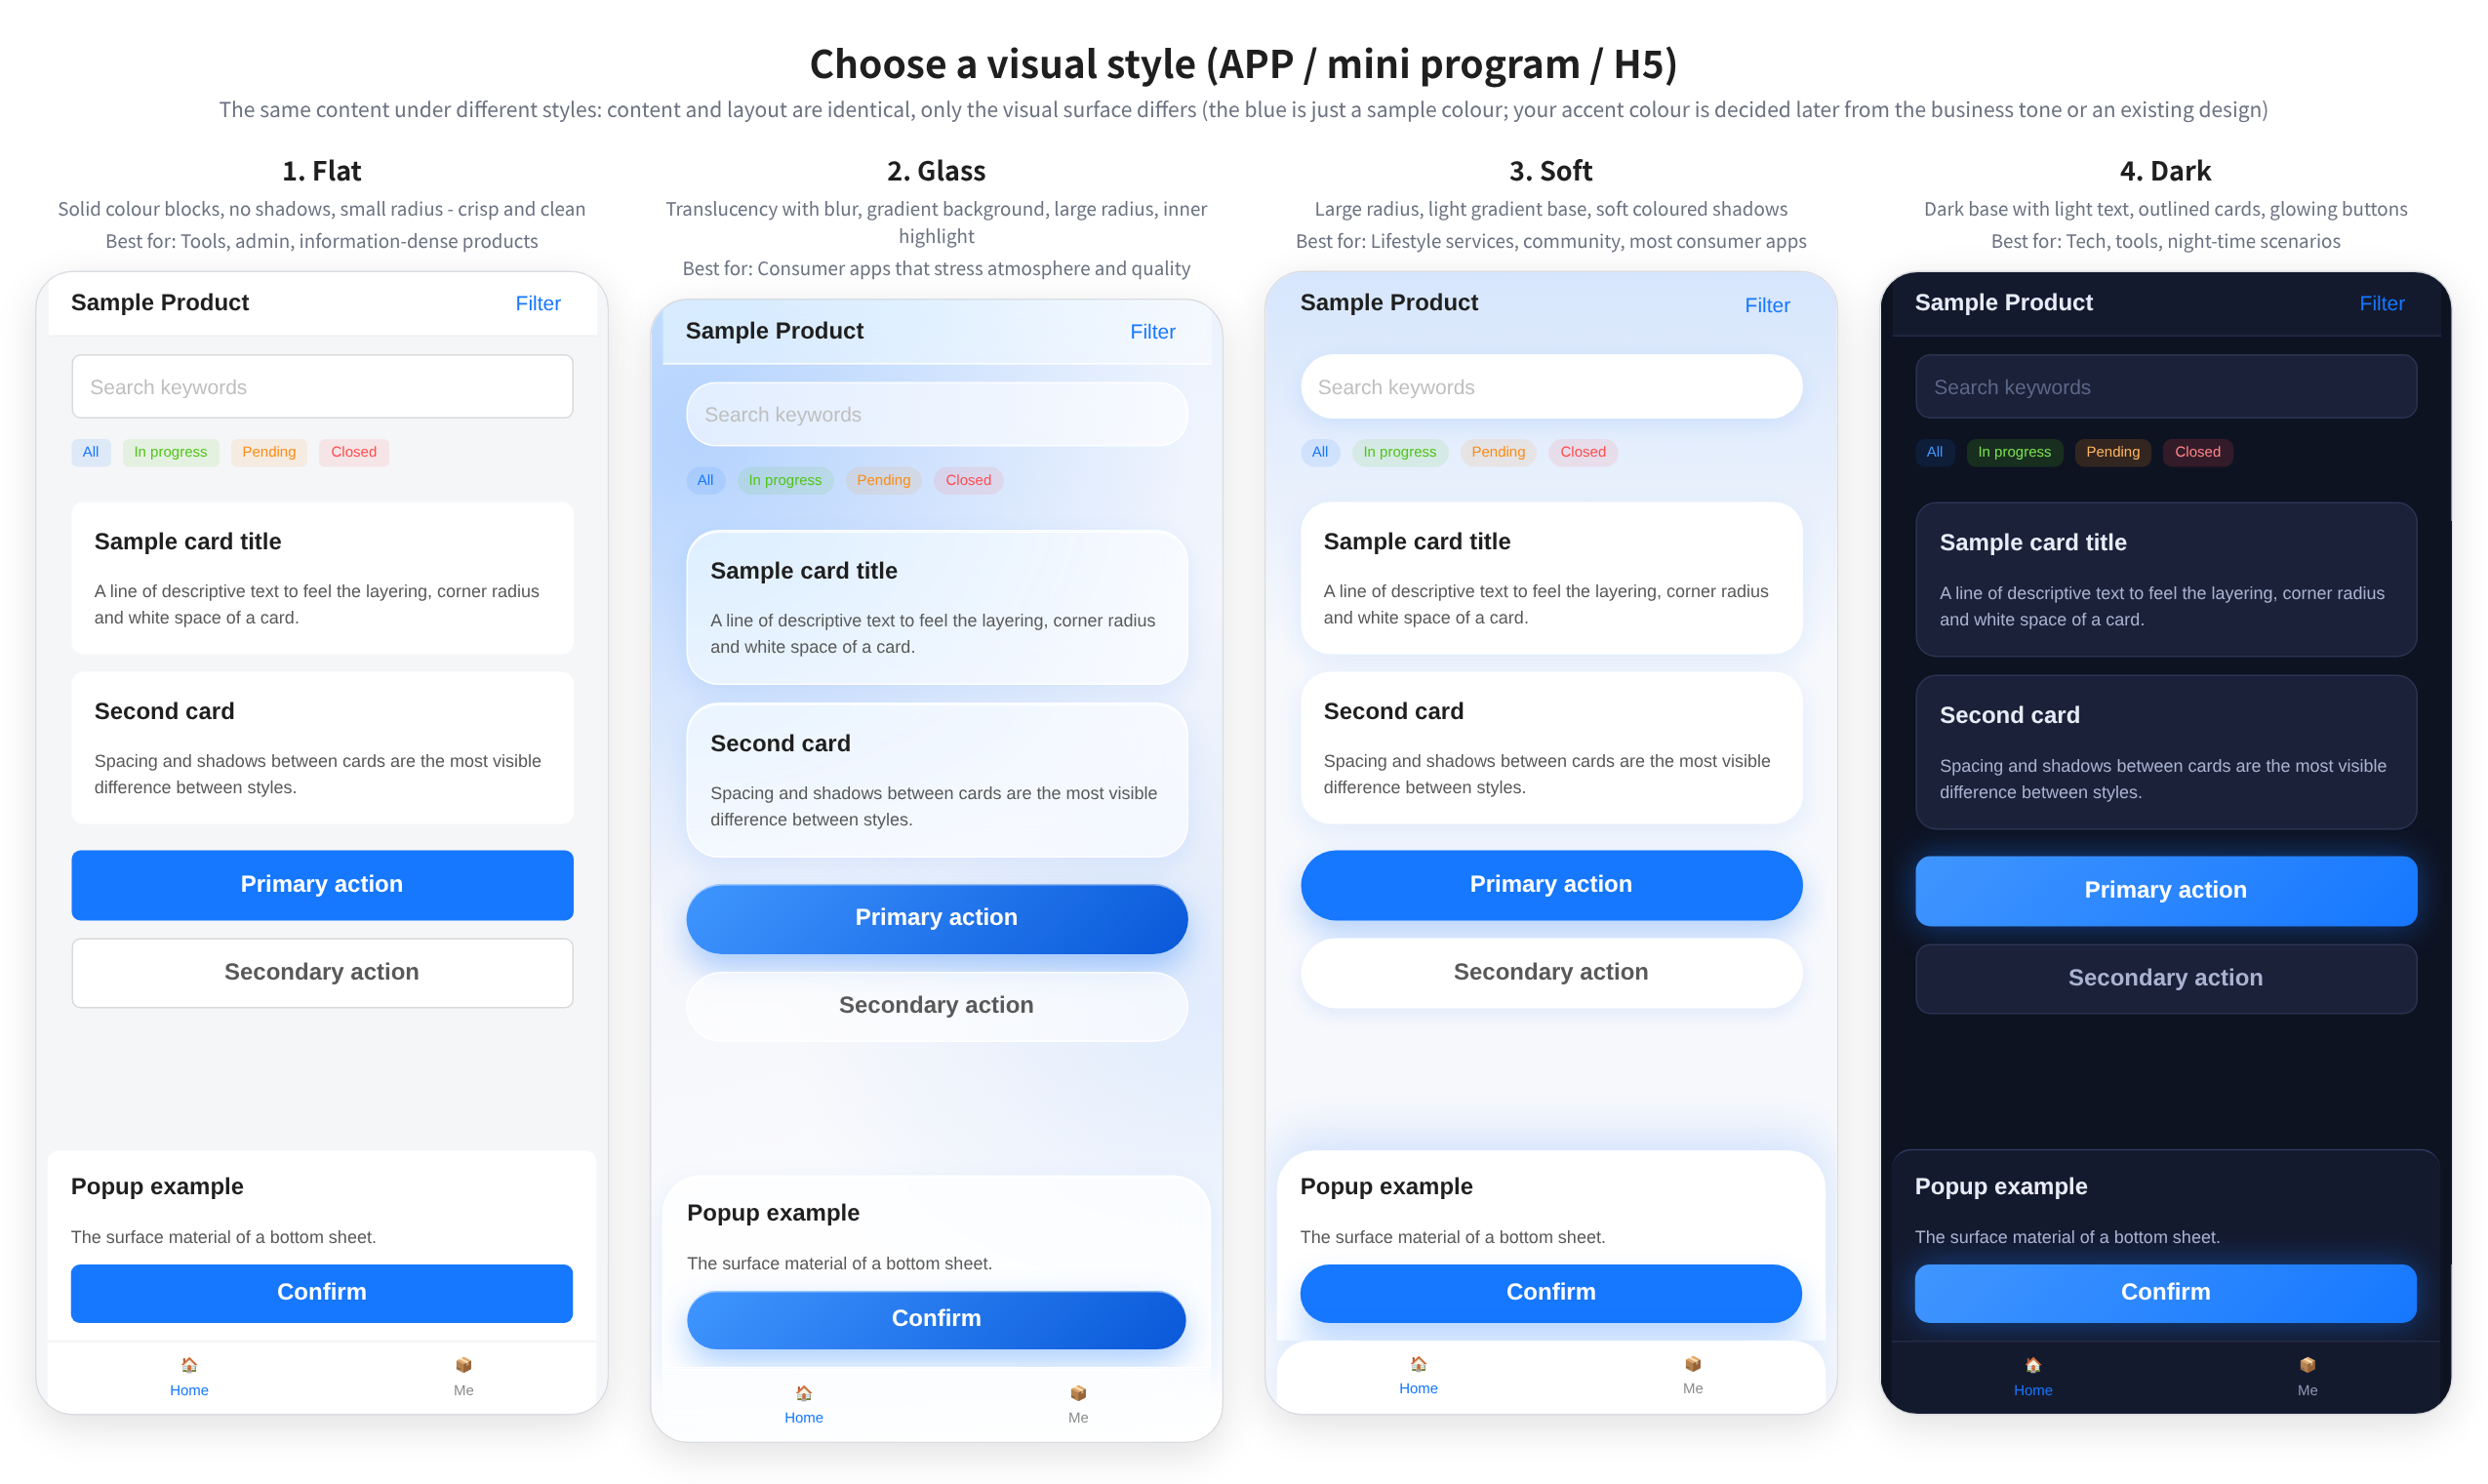 Choose a visual style (APP / mini program / H5)
The same content under different styles: content and layout are identical, only the visual surface differs (the blue is just a sample colour; your accent colour is decided later from the business tone or an existing design)
1. Flat
Solid colour blocks, no shadows, small radius - crisp and clean
Best for: Tools, admin, information-dense products
Sample Product
Filter
Search keywords
All
In progress
Pending
Closed
Sample card title
A line of descriptive text to feel the layering, corner radius
and white space of a card.
Second card
Spacing and shadows between cards are the most visible
difference between styles.
Primary action
Secondary action
Popup example
The surface material of a bottom sheet.
Confirm
Home
Me
2. Glass
Translucency with blur, gradient background, large radius, inner
highlight
Best for: Consumer apps that stress atmosphere and quality
Sample Product
Filter
Search keywords
All
In progress
Pending
Closed
Sample card title
A line of descriptive text to feel the layering, corner radius
and white space of a card.
Second card
Spacing and shadows between cards are the most visible
difference between styles.
Primary action
Secondary action
Popup example
The surface material of a bottom sheet.
Confirm
Home
Me
3. Soft
Large radius, light gradient base, soft coloured shadows
Best for: Lifestyle services, community, most consumer apps
Sample Product
Filter
Search keywords
All
In progress
Pending
Closed
Sample card title
A line of descriptive text to feel the layering, corner radius
and white space of a card.
Second card
Spacing and shadows between cards are the most visible
difference between styles.
Primary action
Secondary action
Popup example
The surface material of a bottom sheet.
Confirm
Home
Me
4. Dark
Dark base with light text, outlined cards, glowing buttons
Best for: Tech, tools, night-time scenarios
Sample Product
Filter
Search keywords
All
In progress
Pending
Closed
Sample card title
A line of descriptive text to feel the layering, corner radius
and white space of a card.
Second card
Spacing and shadows between cards are the most visible
difference between styles.
Primary action
Secondary action
Popup example
The surface material of a bottom sheet.
Confirm
Home
Me